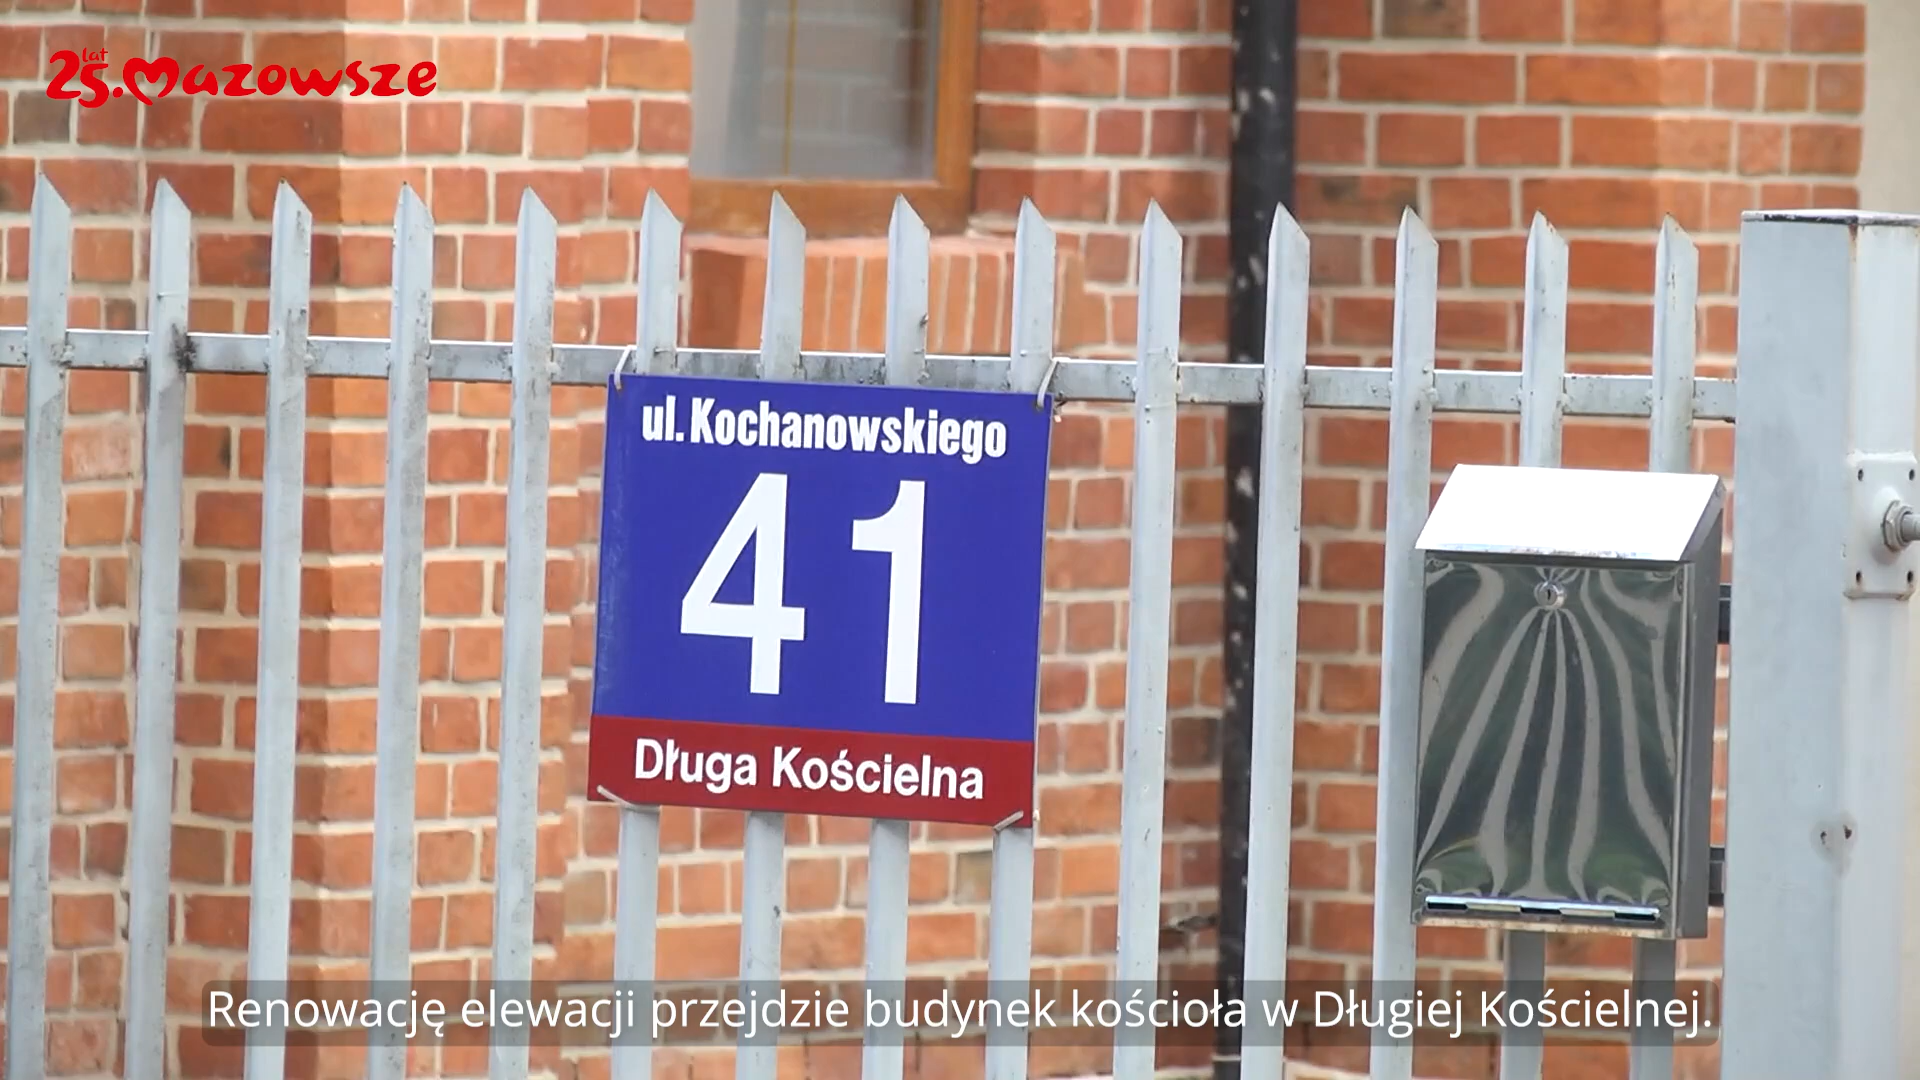 25 lat. Mazowsze
ul. Kochanowskiego
41
Długa Kościelna
Renowację elewacji przejdzie budynek kościoła w Długiej Kościelnej.